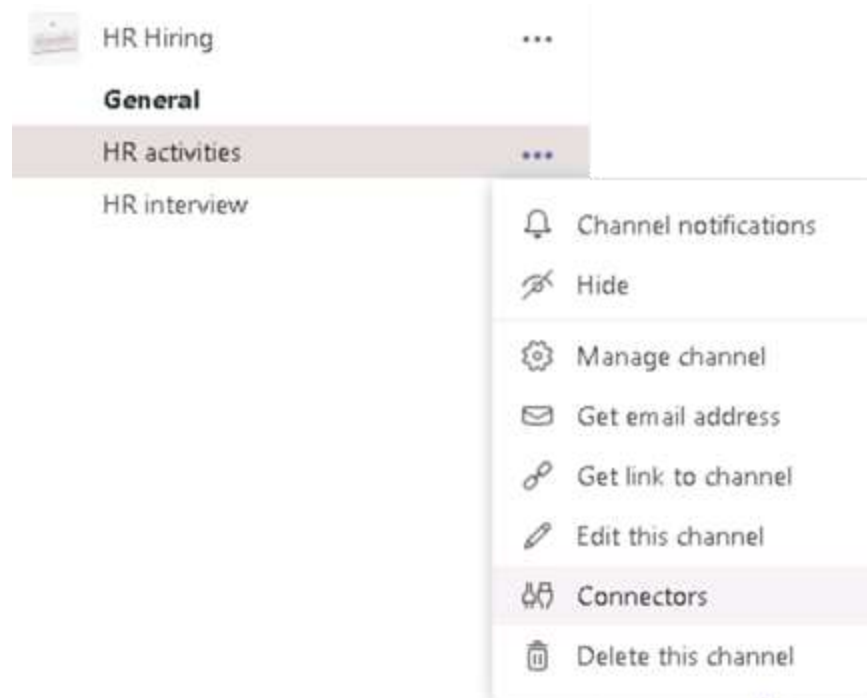 HR Hiring
General
HR activities
HR interview
Channel notifications
Hide
Manage channel
Get email address
Get link to channel
Edit this channel
Connectors
Delete this channel